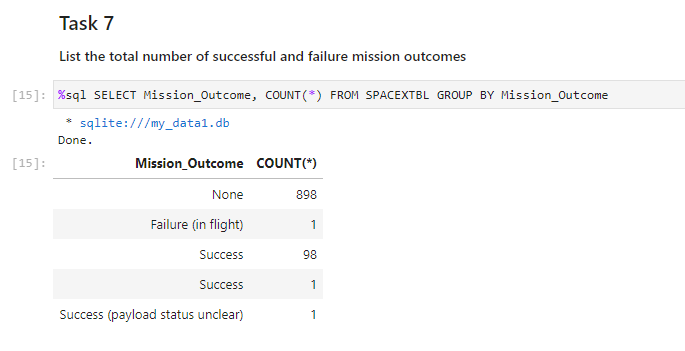 Task 7
List the total number of successful and failure mission outcomes
[15]: %sql SELECT Mission_Outcome, COUNT(*) FROM SPACEXTBL GROUP BY Mission_Outcome
* sqlite:///my_data1.db
Done.
[15]: Mission_Outcome COUNT(*)
None 898
Failure (in flight) 1
Success 98
Success 1
Success (payload status unclear) 1